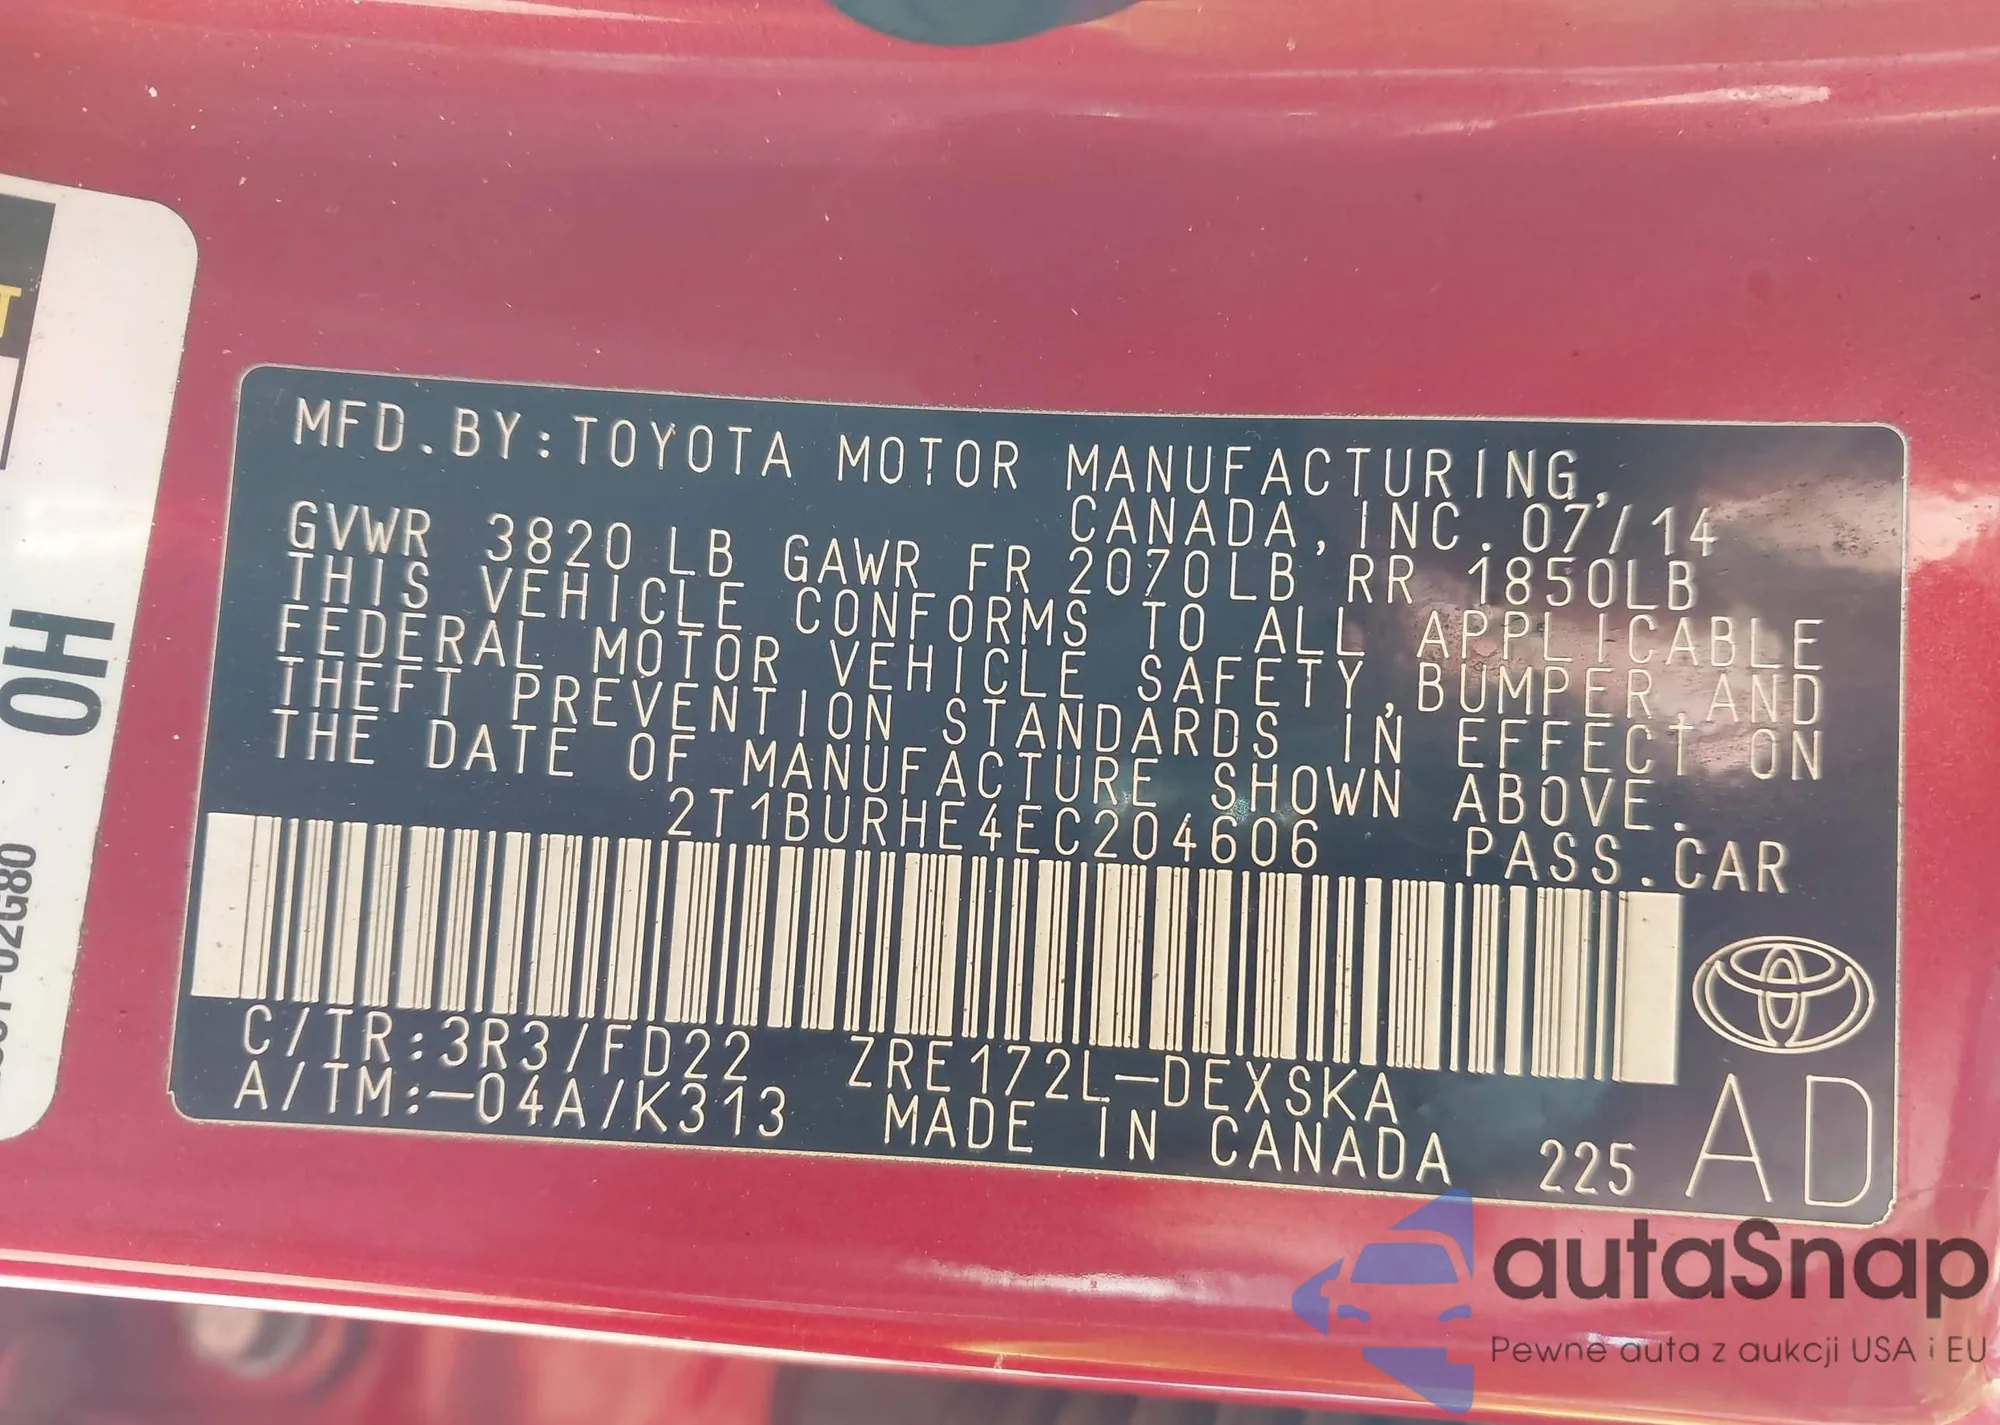 MFD.BY:TOYOTA MOTOR MANUFACTURING,
CANADA, INC. 07/14
GVWR 3820 LB GAWR FR 2070LB RR 1850LB
THIS VEHICLE CONFORMS TO ALL APPLICABLE
FEDERAL MOTOR VEHICLE SAFETY,BUMPER,AND
THEFT PREVENTION STANDARDS IN EFFECT ON
THE DATE OF MANUFACTURE SHOWN ABOVE.
2T1BURHE4EC204606 PASS.CAR
C/TR:3R3/FD22 ZRE172L-DEXSKA
A/TM:-04A/K313 MADE IN CANADA 225 AD
T
OH
autaSnap
Pewne auta z aukcji USA i EU